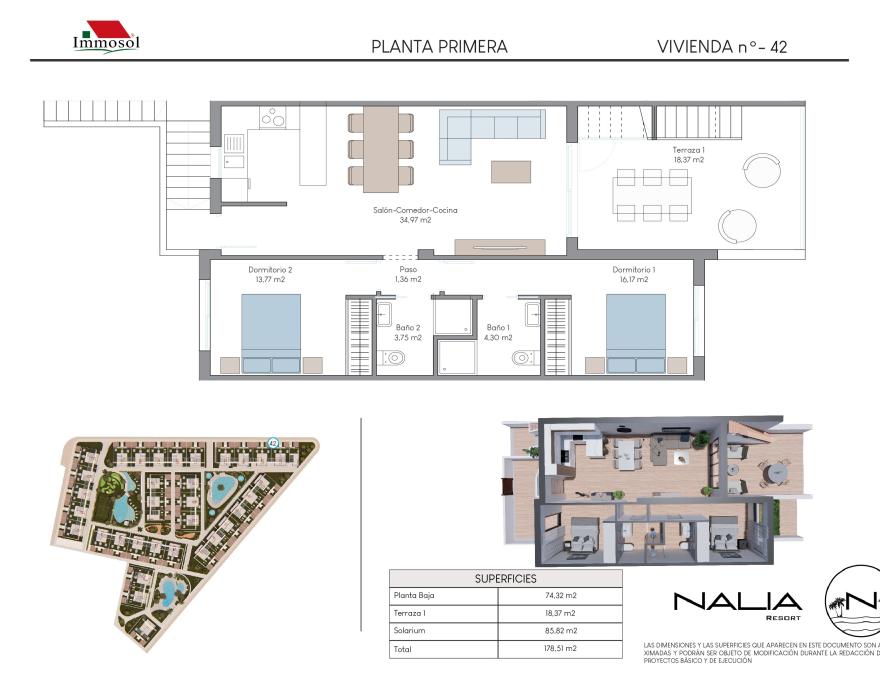 Immosol
PLANTA PRIMERA
VIVIENDA nº- 42
Terraza 1
18,37 m2
Salón-Comedor-Cocina
34,97 m2
Dormitorio 2
13,77 m2
Paso
1,36 m2
Dormitorio 1
16,17 m2
Baño 2
3,75 m2
Baño 1
4,30 m2
42
SUPERFICIES
Planta Baja 74,32 m2
Terraza 1 18,37 m2
Solarium 85,82 m2
Total 178,51 m2
NALIA
RESORT
N
LAS DIMENSIONES Y LAS SUPERFICIES QUE APARECEN EN ESTE DOCUMENTO SON A
XIMADAS Y PODRÁN SER OBJETO DE MODIFICACIÓN DURANTE LA REDACCIÓN D
PROYECTOS BÁSICO Y DE EJECUCIÓN